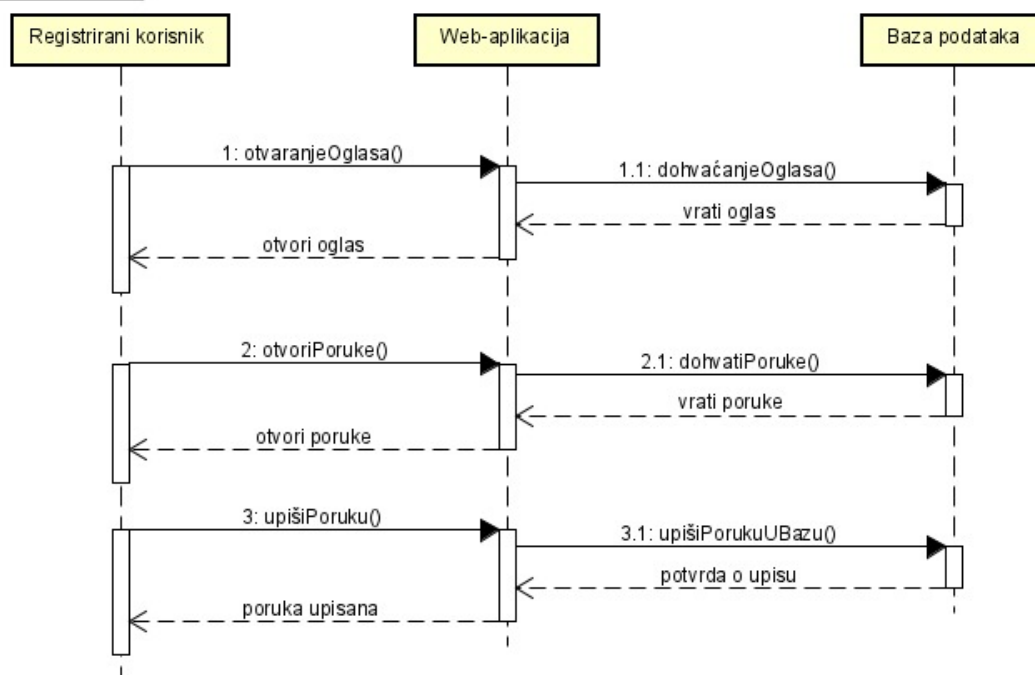 Registrirani korisnik
Web-aplikacija
Baza podataka
1: otvaranjeOglasa()
1.1: dohvaćanjeOglasa()
vrati oglas
otvori oglas
2: otvoriPoruke()
2.1: dohvatiPoruke()
vrati poruke
otvori poruke
3: upišiPoruku()
3.1: upišiPorukuUBazu()
potvrda o upisu
poruka upisana